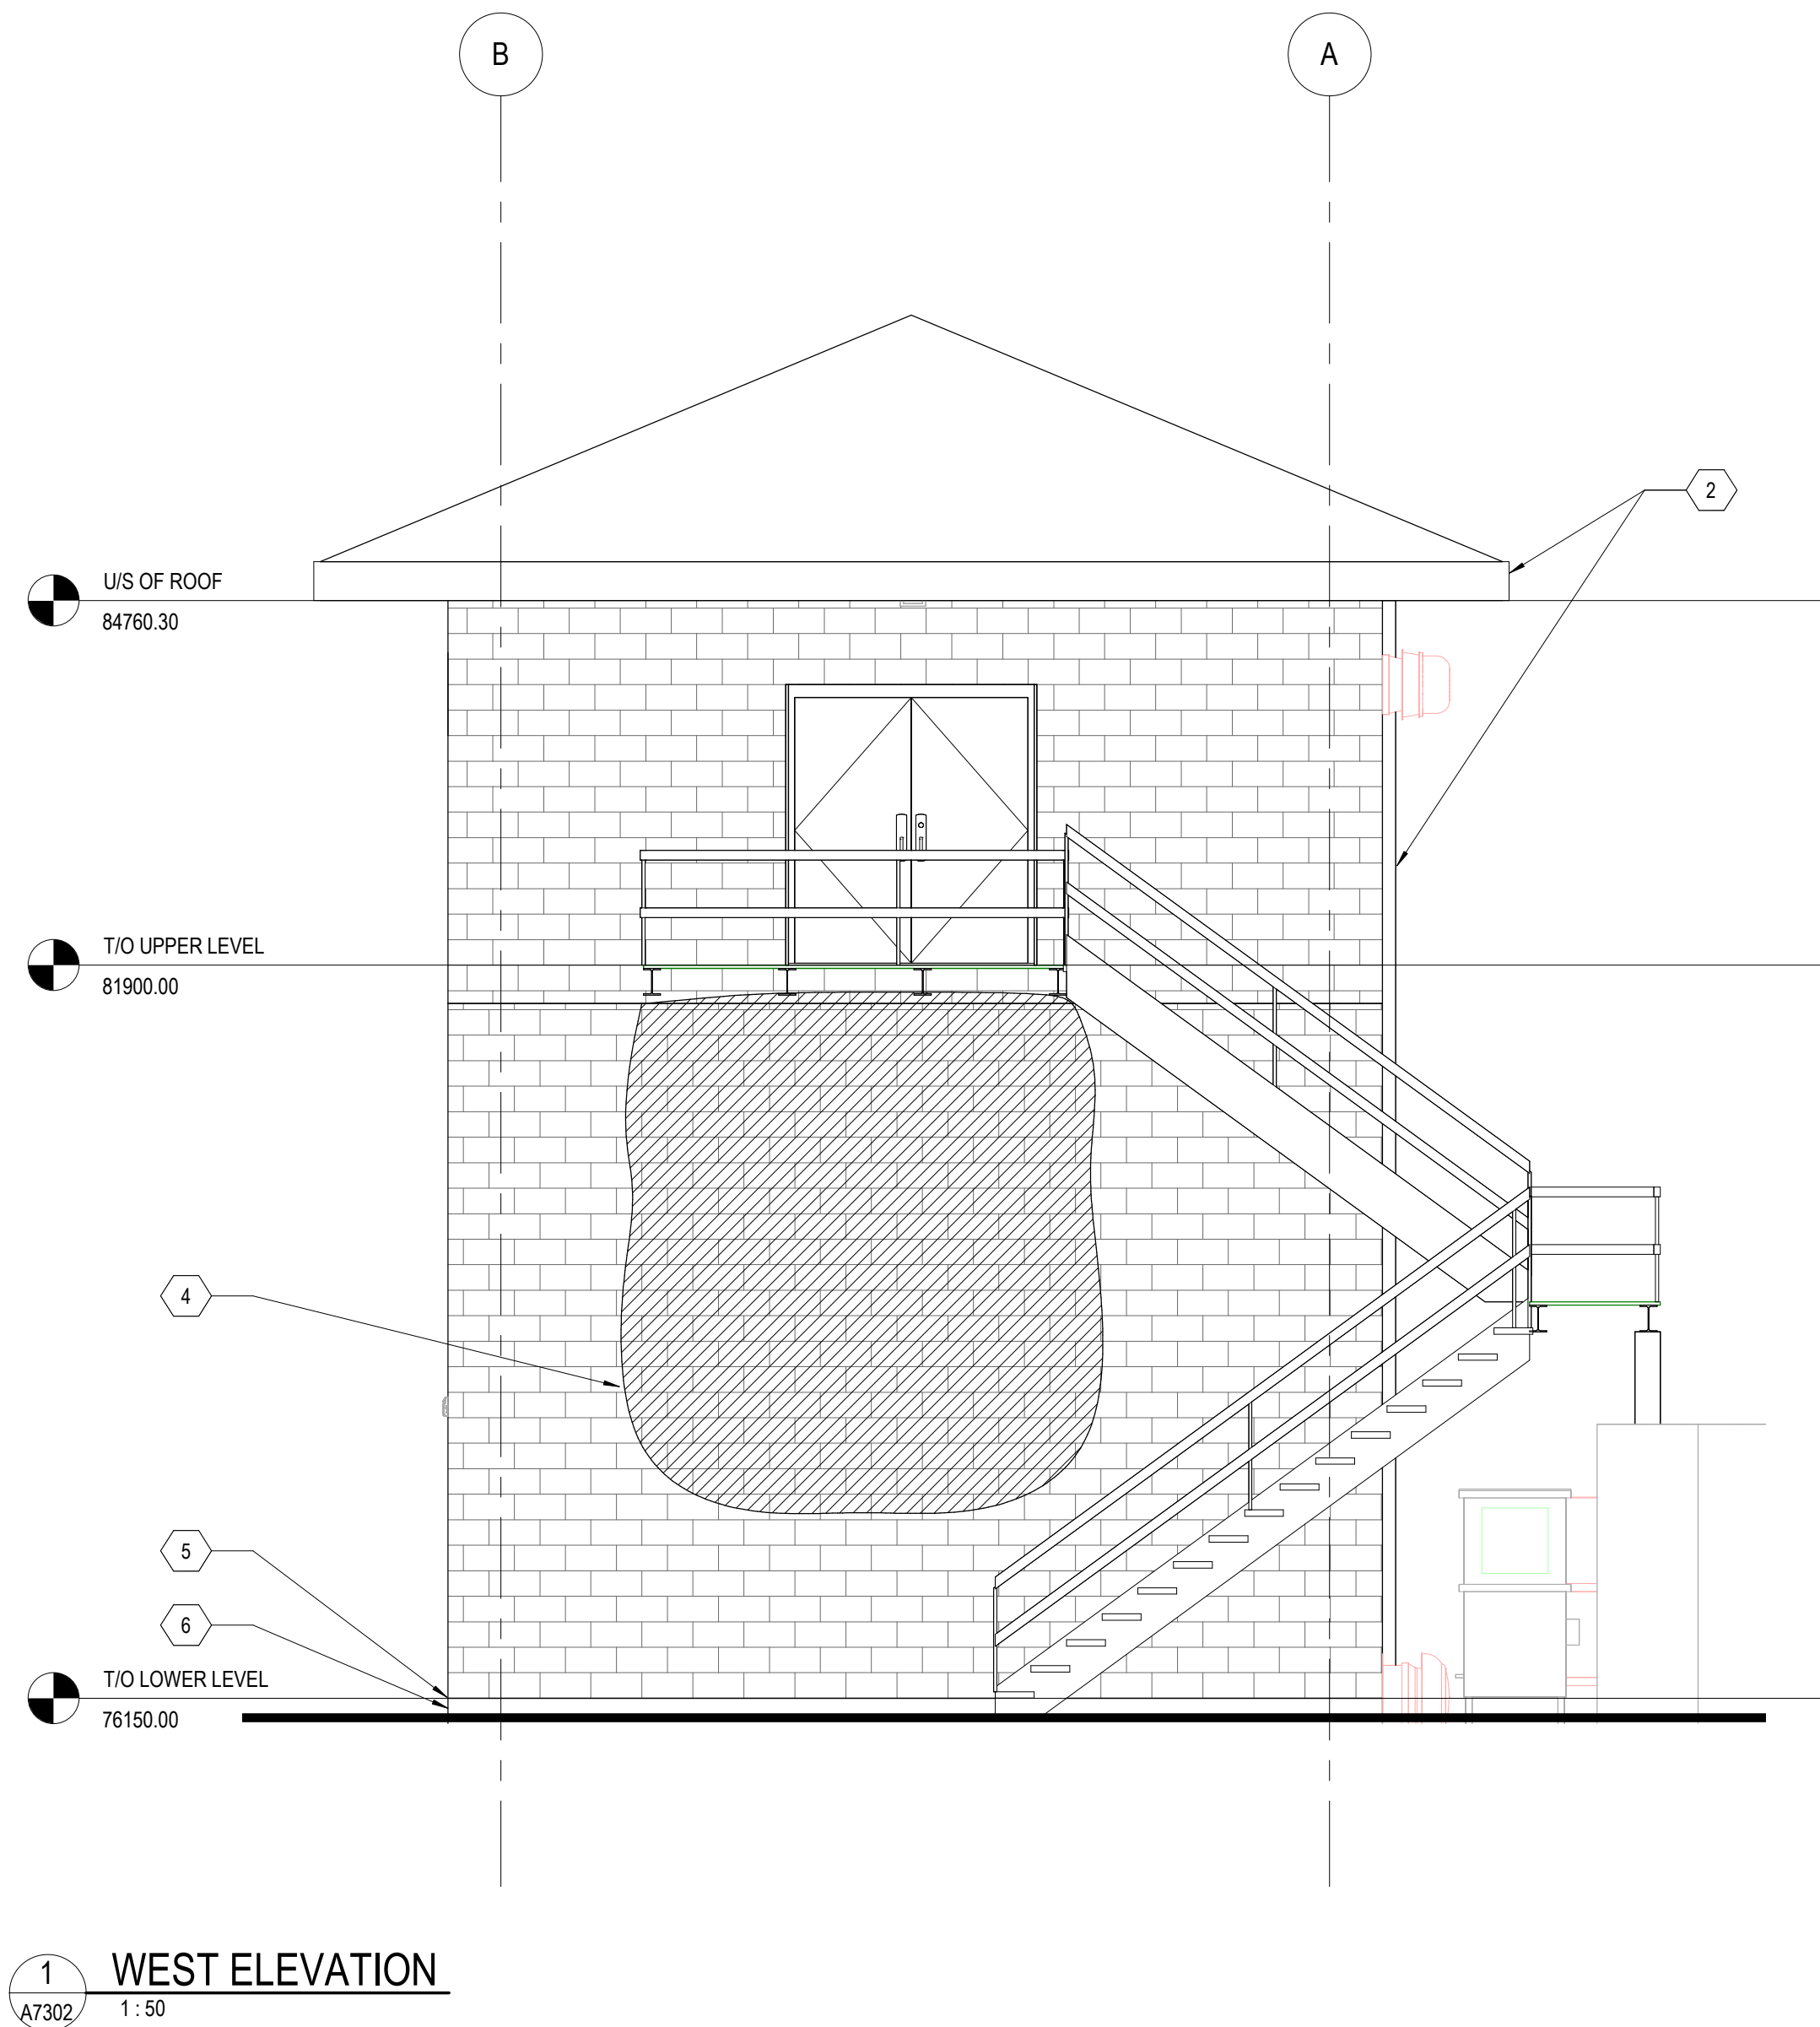 B
A
2
U/S OF ROOF
84760.30
T/O UPPER LEVEL
81900.00
4
5
6
T/O LOWER LEVEL
76150.00
1
A7302
WEST ELEVATION
1 : 50